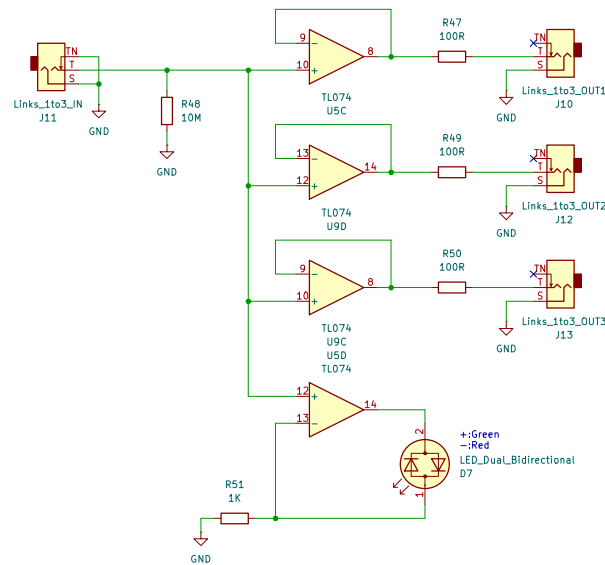 R47
100R
9
8
10
TL074
U5C
TN
T
S
Links_1to3_IN
J11
GND
R48
10M
GND
TN
T
S
Links_1to3_OUT1
J10
GND
13
14
12
TL074
U9D
R49
100R
TN
T
S
Links_1to3_OUT2
J12
GND
9
8
10
TL074
U9C
R50
100R
TN
T
S
Links_1to3_OUT3
J13
GND
U5D
TL074
12
14
13
2
1
+:Green
-:Red
LED_Dual_Bidirectional
D7
R51
1K
GND